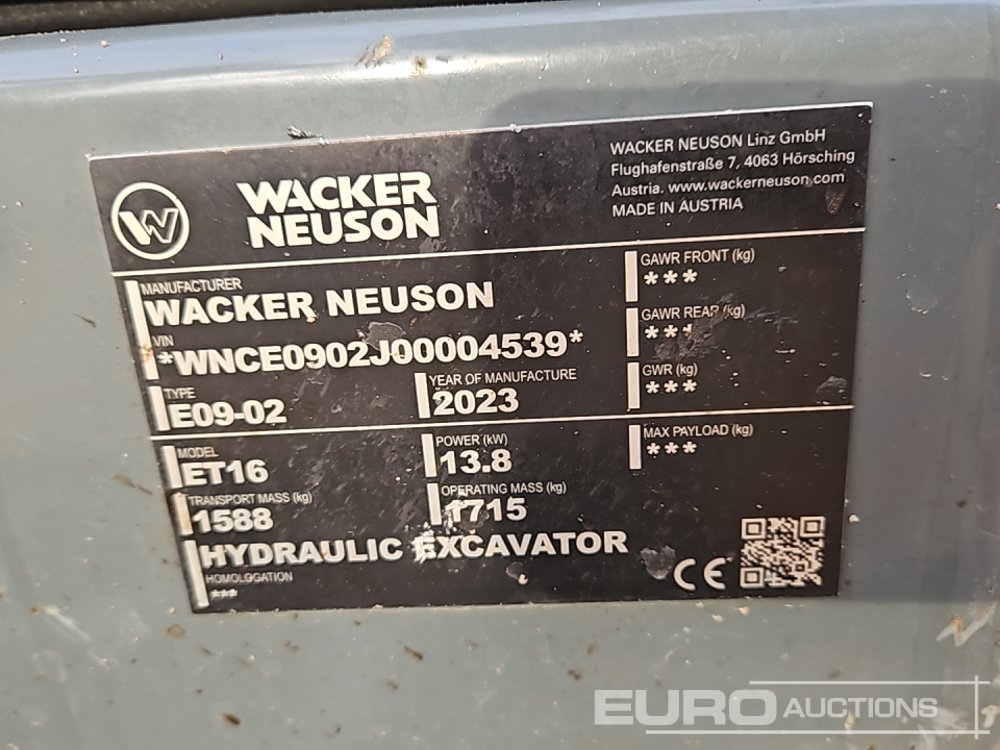 WACKER NEUSON Linz GmbH
Flughafenstraße 7, 4063 Hörsching
Austria. www.wackerneuson.com
MADE IN AUSTRIA
W
WACKER
NEUSON
MANUFACTURER
WACKER NEUSON
VIN
*WNCE0902J00004539*
TYPE
E09-02
YEAR OF MANUFACTURE
2023
GAWR FRONT (kg)
***
GAWR REAR (kg)
***
GWR (kg)
***
MODEL
ET16
POWER (kW)
13.8
MAX PAYLOAD (kg)
***
TRANSPORT MASS (kg)
1588
OPERATING MASS (kg)
1715
HYDRAULIC EXCAVATOR
HOMOLOGATION
***
CE
EURO AUCTIONS